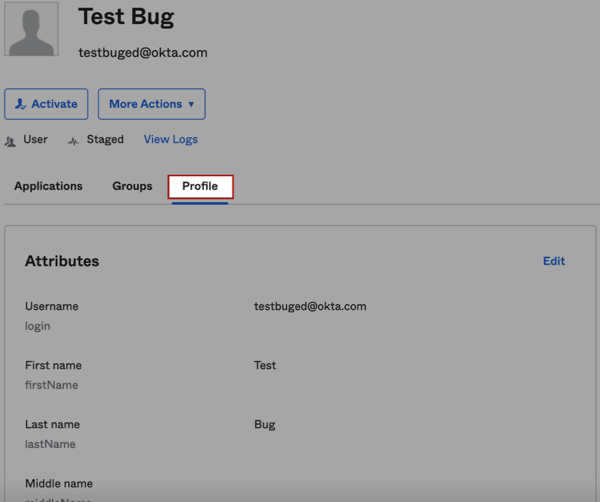 Test Bug
testbuged@okta.com
Activate
More Actions ▼
User Staged View Logs
Applications Groups Profile
Attributes Edit
Username testbuged@okta.com
login
First name Test
firstName
Last name Bug
lastName
Middle name
middleName